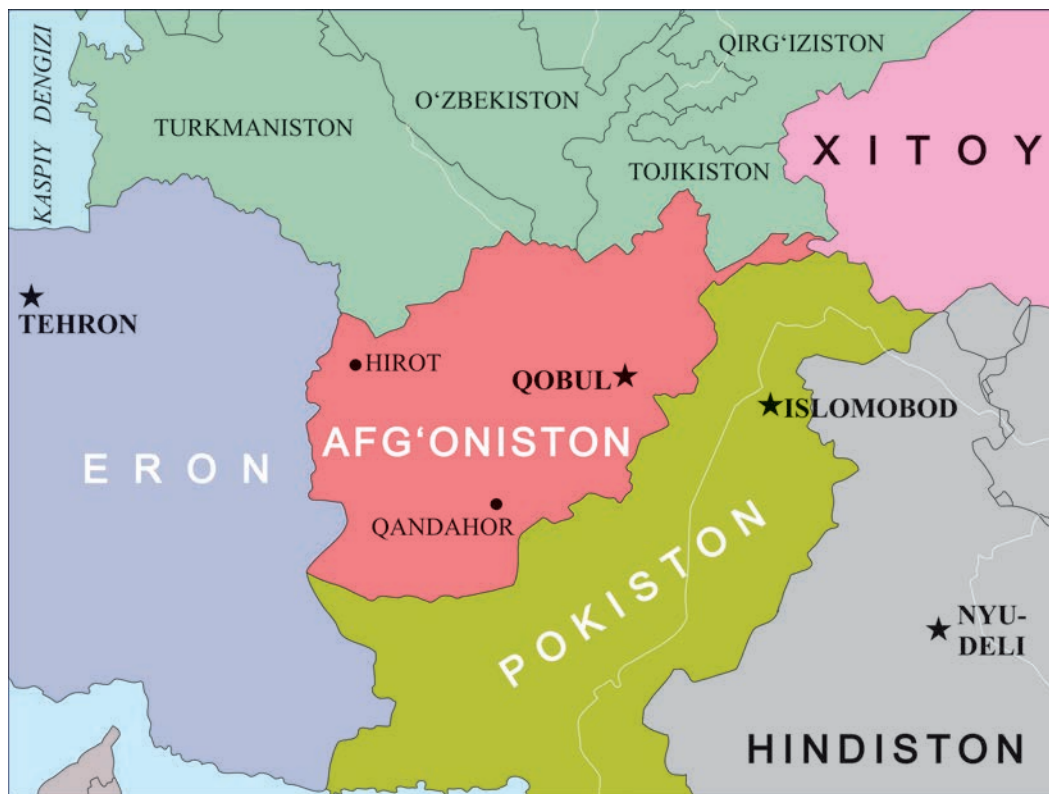 QIRG‘IZISTON
KASPIY DENGIZI
O‘ZBEKISTON
TURKMANISTON
XITOY
TOJIKISTON
TEHRON
HIROT
QOBUL
ISLOMOBOD
AFG‘ONISTON
ERON
QANDAHOR
POKISTON
NYU-
DELI
HINDISTON